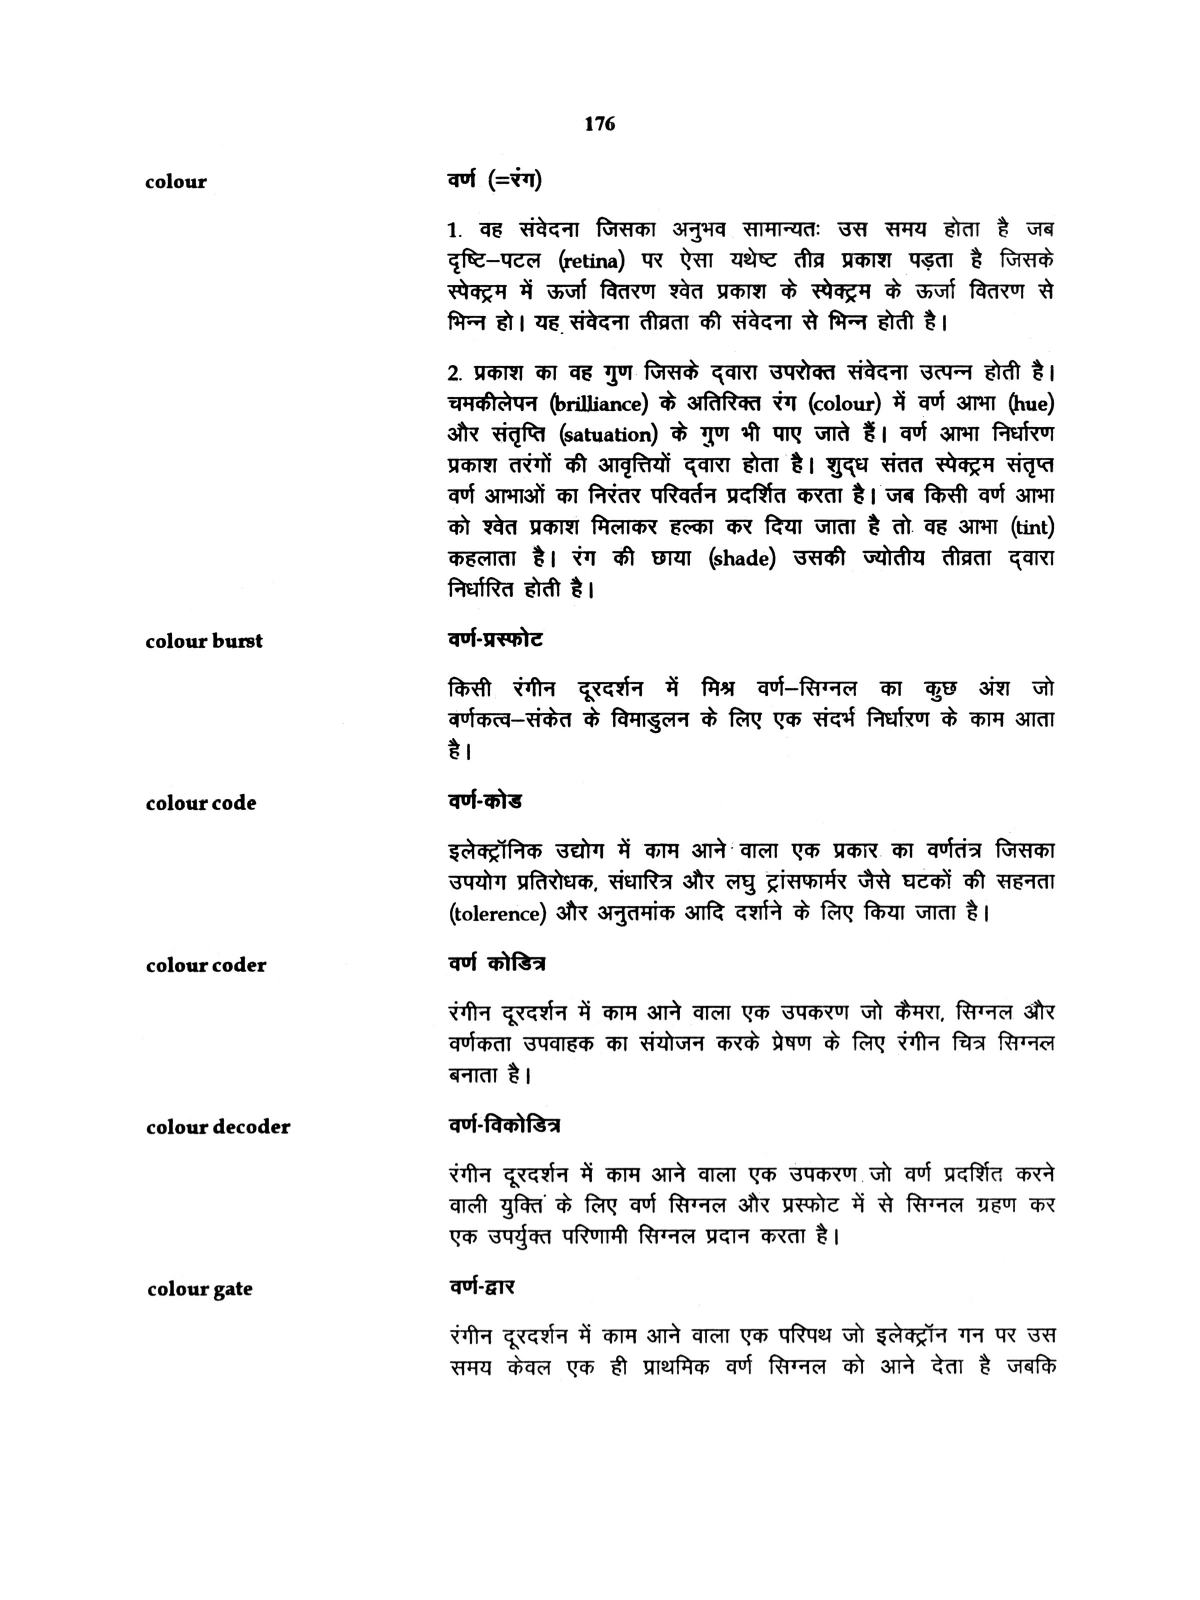 176
colour
वर्ण (=रंग)
1. वह संवेदना जिसका अनुभव सामान्यतः उस समय होता है जब
दृष्टि–पटल (retina) पर ऐसा यथेष्ट तीव्र प्रकाश पड़ता है जिसके
स्पेक्ट्रम में ऊर्जा वितरण श्वेत प्रकाश के स्पेक्ट्रम के ऊर्जा वितरण से
भिन्न हो। यह संवेदना तीव्रता की संवेदना से भिन्न होती है।
2. प्रकाश का वह गुण जिसके द्वारा उपरोक्त संवेदना उत्पन्न होती है।
चमकीलेपन (brilliance) के अतिरिक्त रंग (colour) में वर्ण आभा (hue)
और संतृप्ति (satuation) के गुण भी पाए जाते हैं। वर्ण आभा निर्धारण
प्रकाश तरंगों की आवृत्तियों द्वारा होता है। शुद्ध संतत स्पेक्ट्रम संतृप्त
वर्ण आभाओं का निरंतर परिवर्तन प्रदर्शित करता है। जब किसी वर्ण आभा
को श्वेत प्रकाश मिलाकर हल्का कर दिया जाता है तो वह आभा (tint)
कहलाता है। रंग की छाया (shade) उसकी ज्योतीय तीव्रता द्वारा
निर्धारित होती है।
colour burst
वर्ण-प्रस्फोट
किसी रंगीन दूरदर्शन में मिश्र वर्ण–सिग्नल का कुछ अंश जो
वर्णकत्व–संकेत के विमाडुलन के लिए एक संदर्भ निर्धारण के काम आता
है।
colour code
वर्ण-कोड
इलेक्ट्रॉनिक उद्योग में काम आने वाला एक प्रकार का वर्णतंत्र जिसका
उपयोग प्रतिरोधक, संधारित्र और लघु ट्रांसफार्मर जैसे घटकों की सहनता
(tolerence) और अनुतमांक आदि दर्शाने के लिए किया जाता है।
colour coder
वर्ण कोडित्र
रंगीन दूरदर्शन में काम आने वाला एक उपकरण जो कैमरा, सिग्नल और
वर्णकता उपवाहक का संयोजन करके प्रेषण के लिए रंगीन चित्र सिग्नल
बनाता है।
colour decoder
वर्ण-विकोडित्र
रंगीन दूरदर्शन में काम आने वाला एक उपकरण जो वर्ण प्रदर्शित करने
वाली युक्ति के लिए वर्ण सिग्नल और प्रस्फोट में से सिग्नल ग्रहण कर
एक उपर्युक्त परिणामी सिग्नल प्रदान करता है।
colour gate
वर्ण-द्वार
रंगीन दूरदर्शन में काम आने वाला एक परिपथ जो इलेक्ट्रॉन गन पर उस
समय केवल एक ही प्राथमिक वर्ण सिग्नल को आने देता है जबकि